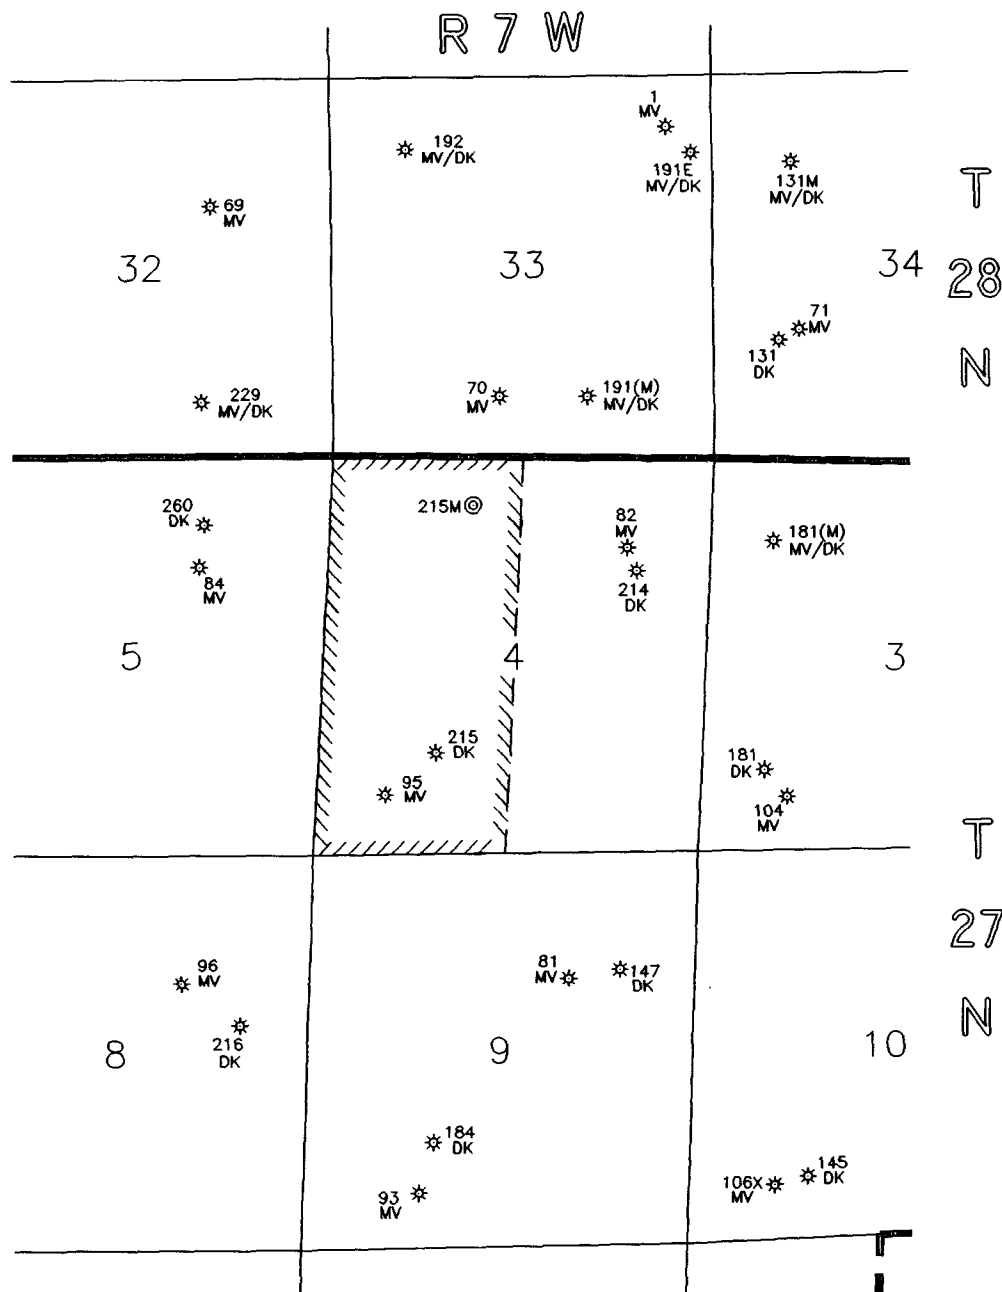 R 7 W
1
MV
192
MV/DK
191E
MV/DK
131M
MV/DK
T
28
N
69
MV
32
33
34
71
MV
131
DK
229
MV/DK
70
MV
191(M)
MV/DK
260
DK
84
MV
215M
82
MV
214
DK
181(M)
MV/DK
5
4
3
215
DK
95
MV
181
DK
104
MV
T
27
N
96
MV
216
DK
81
MV
147
DK
8
9
10
184
DK
93
MV
106X
MV
145
DK